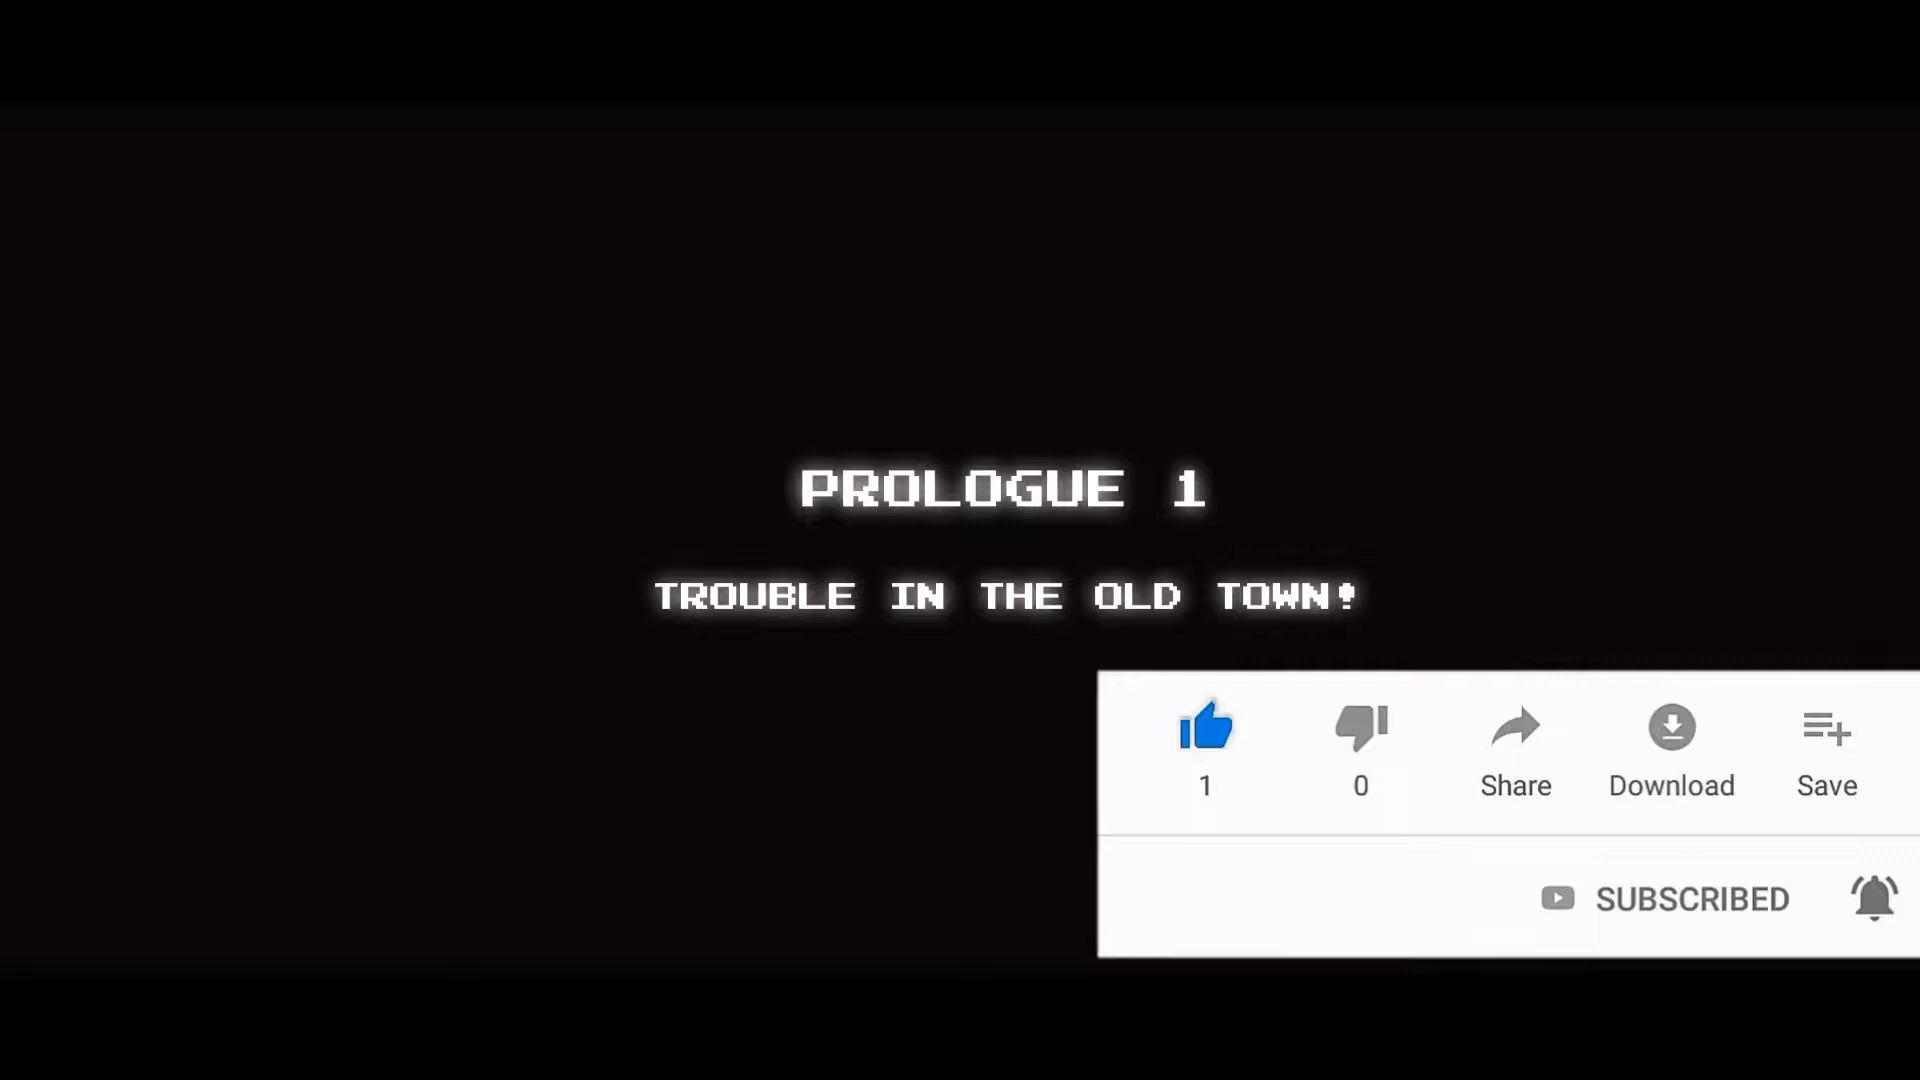 PROLOGUE 1
TROUBLE IN THE OLD TOWN!
1 0 Share Download Save
SUBSCRIBED